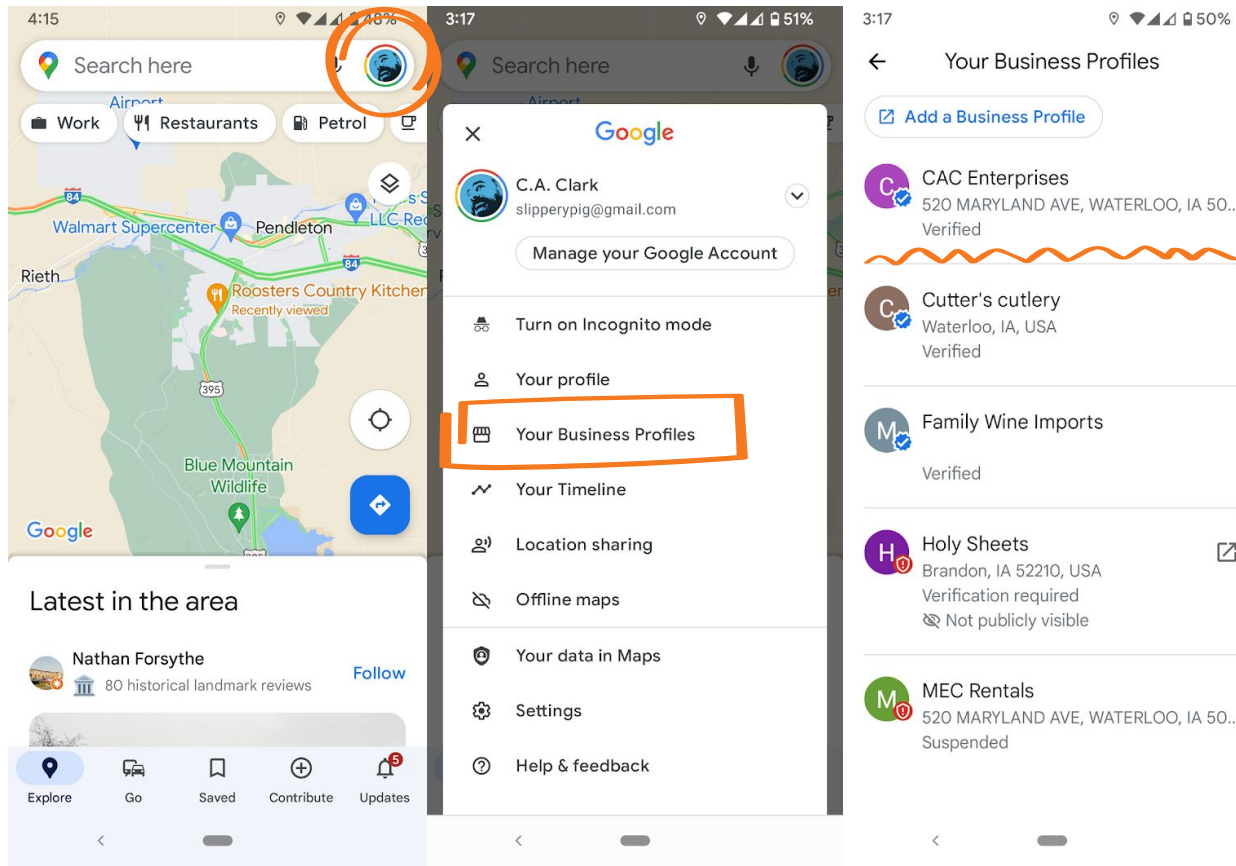 4:15
48%
Search here
Work
Restaurants
Petrol
Airport
84
Walmart Supercenter
Pendleton
LLC Rec
Rieth
84
Roosters Country Kitchen
Recently viewed
395
Blue Mountain
Wildlife
Google
395
Latest in the area
Nathan Forsythe
80 historical landmark reviews
Follow
Explore
Go
Saved
Contribute
5
Updates
3:17
51%
Search here
Airport
Google
C.A. Clark
slipperypig@gmail.com
Manage your Google Account
Turn on Incognito mode
Your profile
Your Business Profiles
Your Timeline
Location sharing
Offline maps
Your data in Maps
Settings
Help & feedback
3:17
50%
Your Business Profiles
Add a Business Profile
C
CAC Enterprises
520 MARYLAND AVE, WATERLOO, IA 50..
Verified
C
Cutter's cutlery
Waterloo, IA, USA
Verified
M
Family Wine Imports
Verified
H
Holy Sheets
Brandon, IA 52210, USA
Verification required
Not publicly visible
M
MEC Rentals
520 MARYLAND AVE, WATERLOO, IA 50..
Suspended